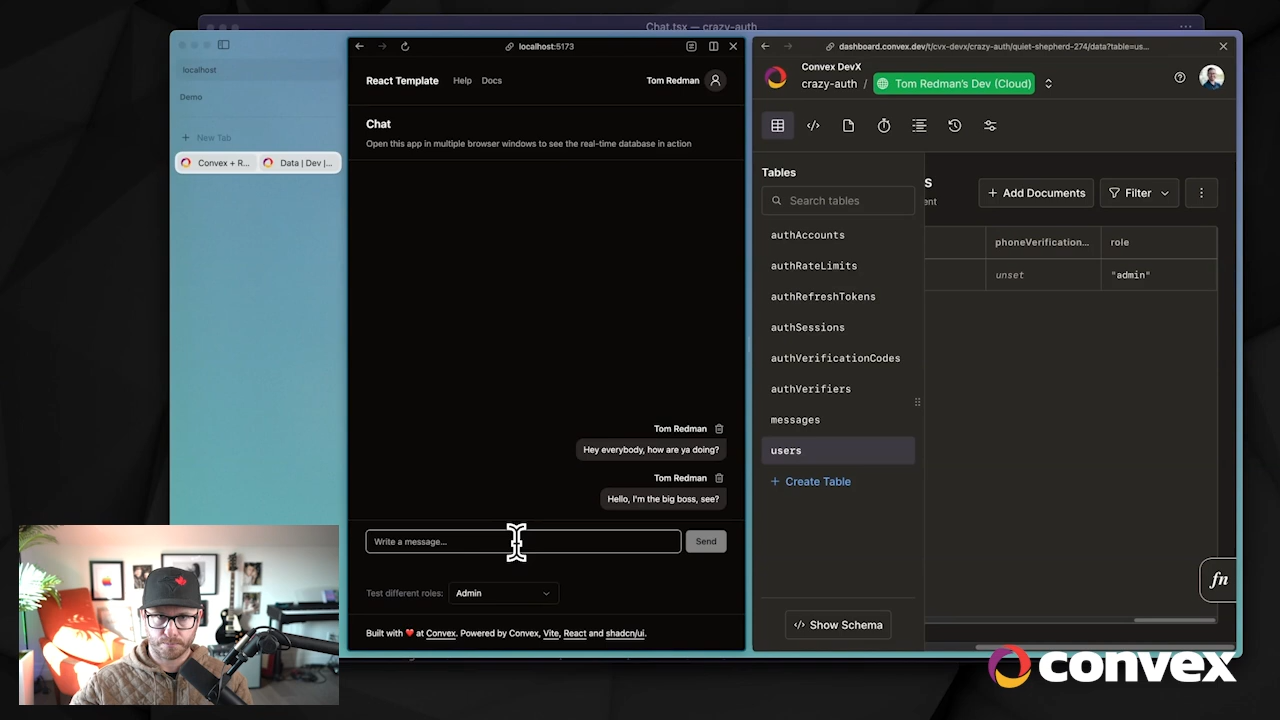 Chat.tsx — crazy-auth
localhost
Demo
New Tab
Convex + R...
Data | Dev |...
localhost:5173
React Template
Help
Docs
Tom Redman
Chat
Open this app in multiple browser windows to see the real-time database in action
Tom Redman
Hey everybody, how are ya doing?
Tom Redman
Hello, I'm the big boss, see?
Write a message...
Send
Test different roles:
Admin
Built with ❤️ at Convex. Powered by Convex, Vite, React and shadcn/ui.
dashboard.convex.dev/t/cvx-devx/crazy-auth/quiet-shepherd-274/data?table=us...
Convex DevX
crazy-auth / Tom Redman's Dev (Cloud)
Tables
Search tables
authAccounts
authRateLimits
authRefreshTokens
authSessions
authVerificationCodes
authVerifiers
messages
users
+ Create Table
Show Schema
s
ent
+ Add Documents
Filter
phoneVerification...
role
unset
"admin"
fn
convex